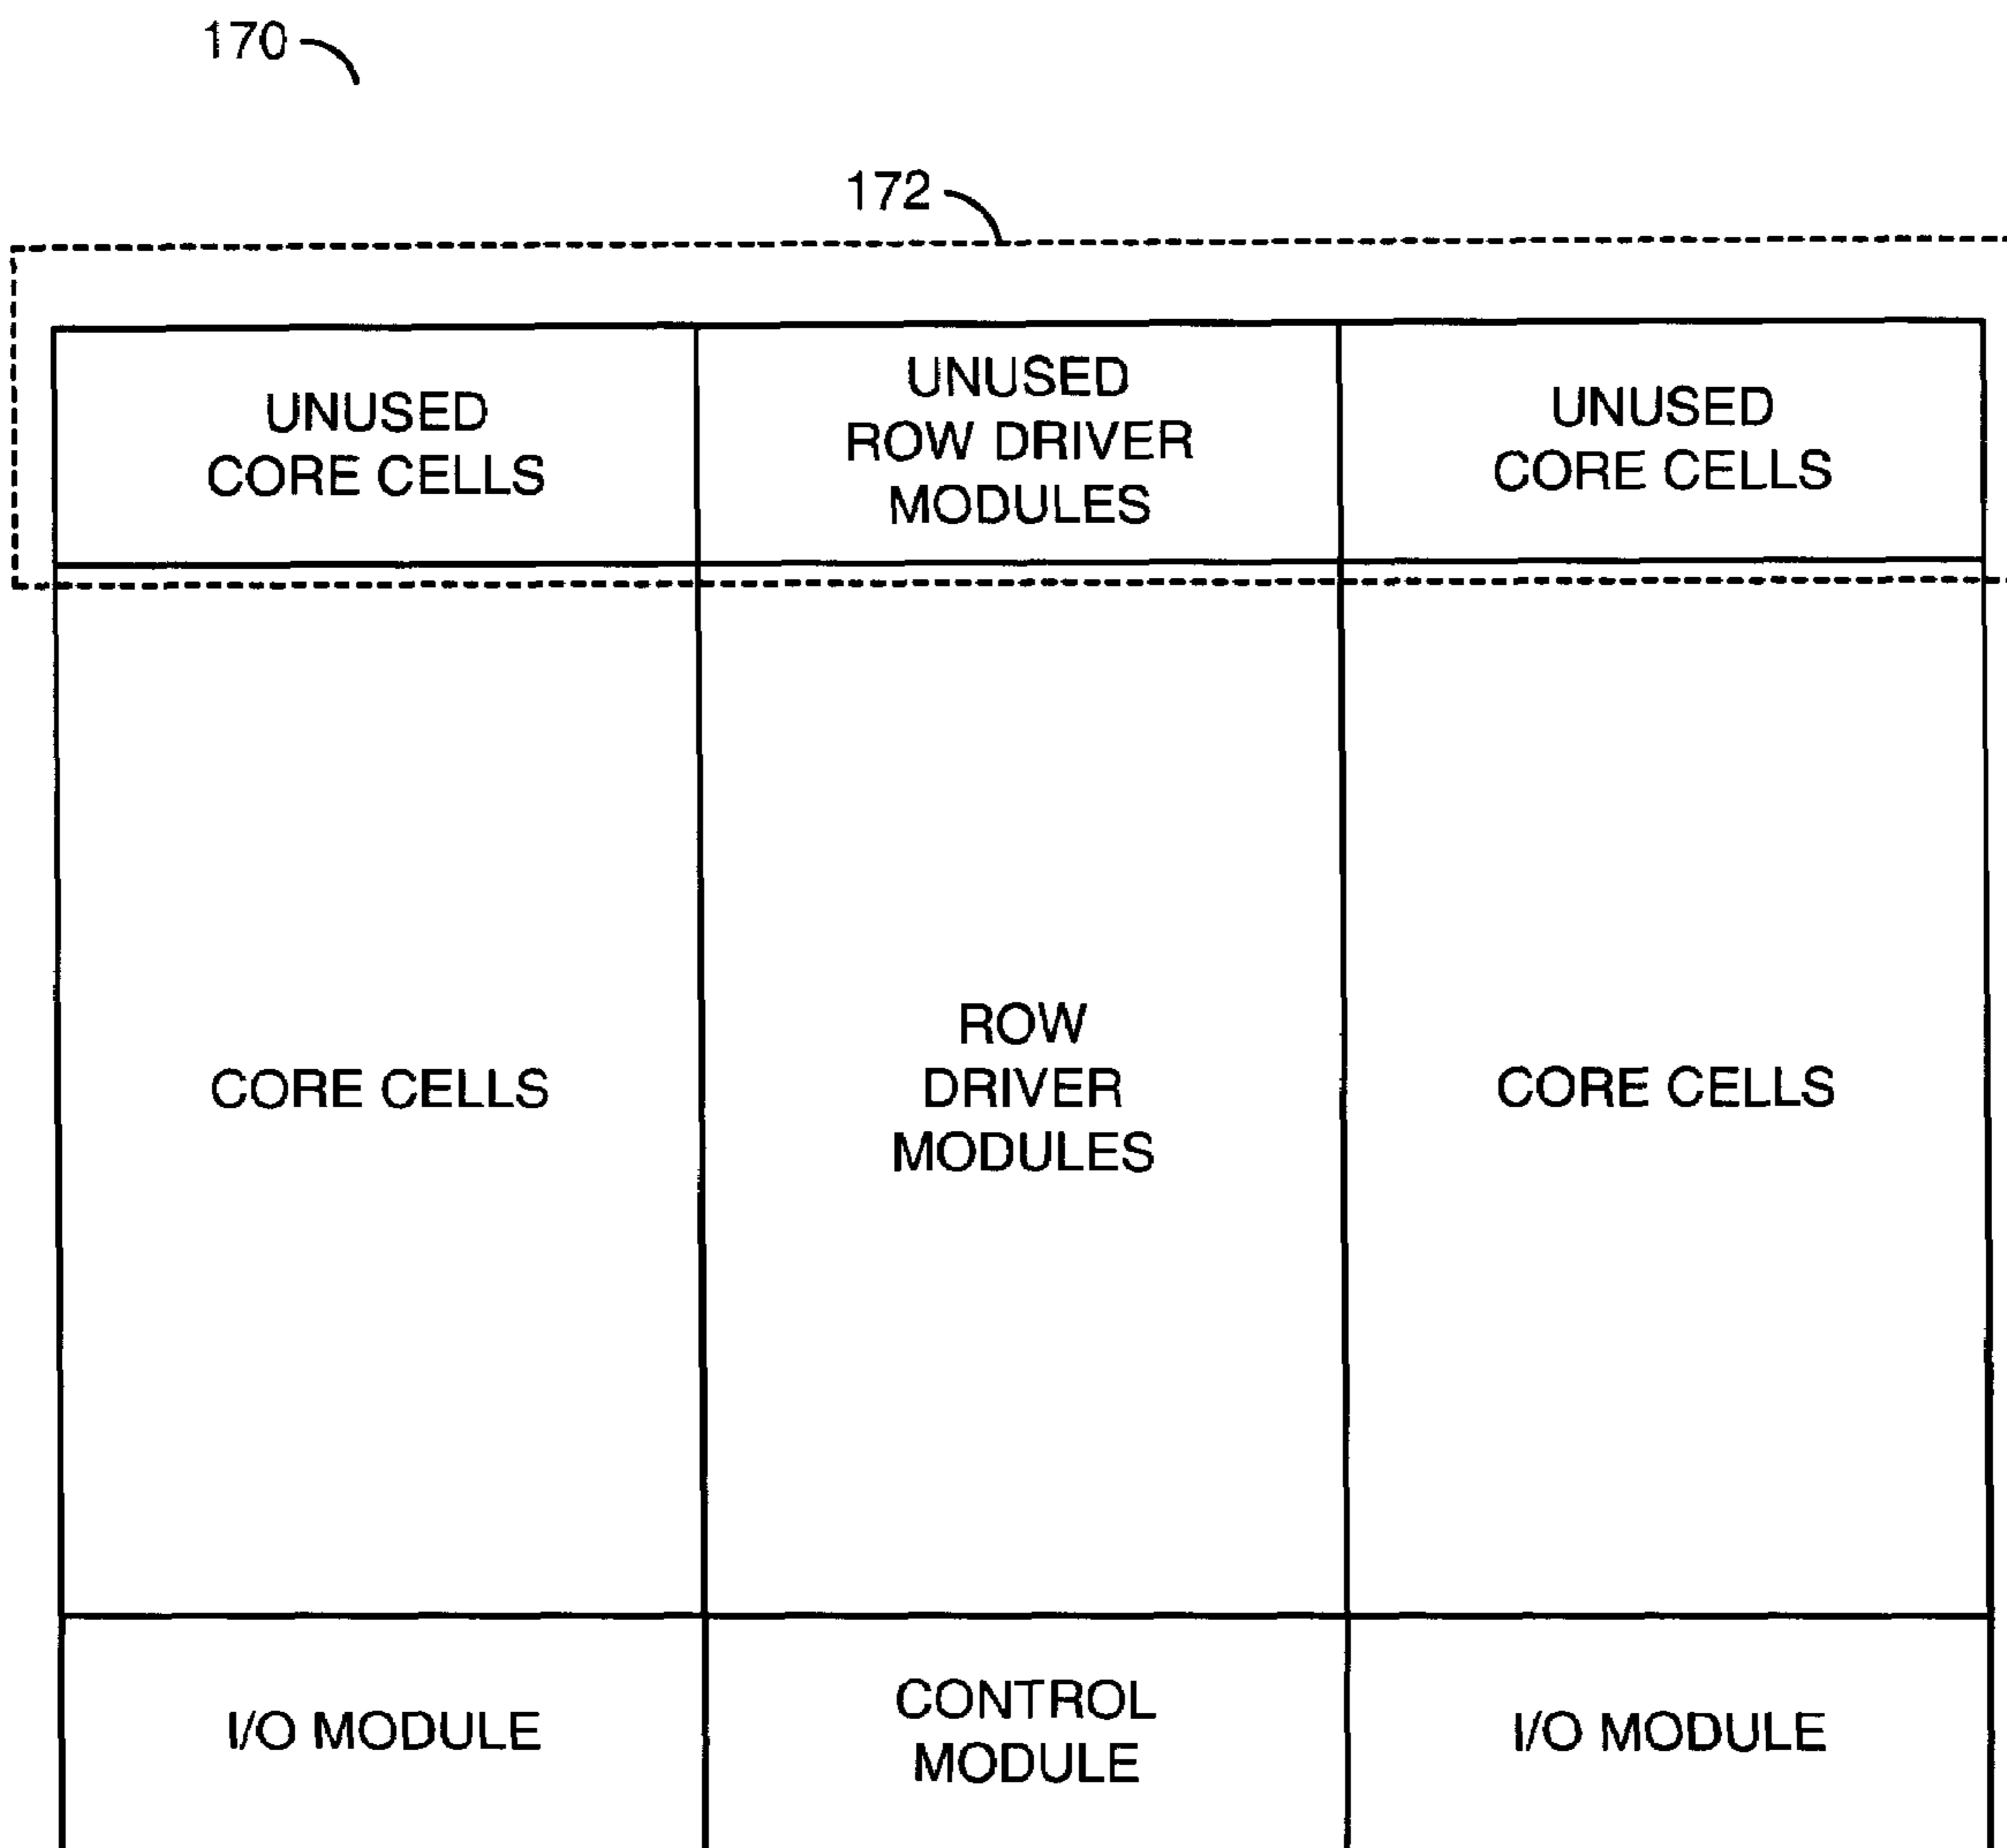 170
172
UNUSED
CORE CELLS
UNUSED
ROW DRIVER
MODULES
UNUSED
CORE CELLS
CORE CELLS
ROW
DRIVER
MODULES
CORE CELLS
I/O MODULE
CONTROL
MODULE
I/O MODULE